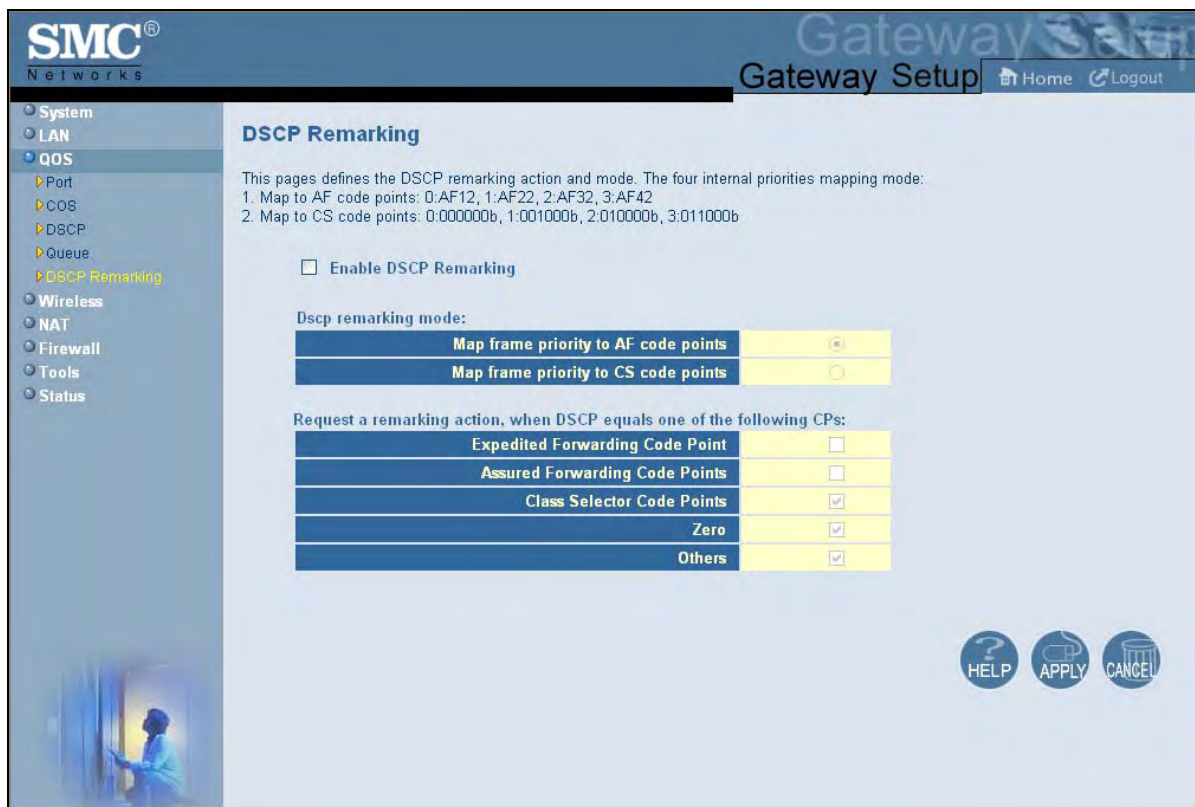 SMC®
Networks
Gateway Setup
Gateway Setup
Home
Logout
System
LAN
QOS
Port
COS
DSCP
Queue
DSCP Remarking
Wireless
NAT
Firewall
Tools
Status
DSCP Remarking
This pages defines the DSCP remarking action and mode. The four internal priorities mapping mode:
1. Map to AF code points: 0:AF12, 1:AF22, 2:AF32, 3:AF42
2. Map to CS code points: 0:000000b, 1:001000b, 2:010000b, 3:011000b
Enable DSCP Remarking
Dscp remarking mode:
Map frame priority to AF code points
Map frame priority to CS code points
Request a remarking action, when DSCP equals one of the following CPs:
Expedited Forwarding Code Point
Assured Forwarding Code Points
Class Selector Code Points
Zero
Others
HELP
APPLY
CANCEL